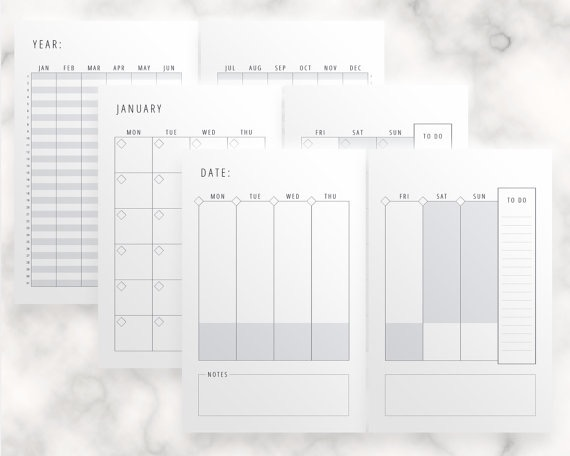 YEAR:
JAN FEB MAR APR MAY JUN
JUL AUG SEP OCT NOV DEC
JANUARY
MON TUE WED THU
FRI SAT SUN TO DO
DATE:
MON TUE WED THU
FRI SAT SUN TO DO
NOTES